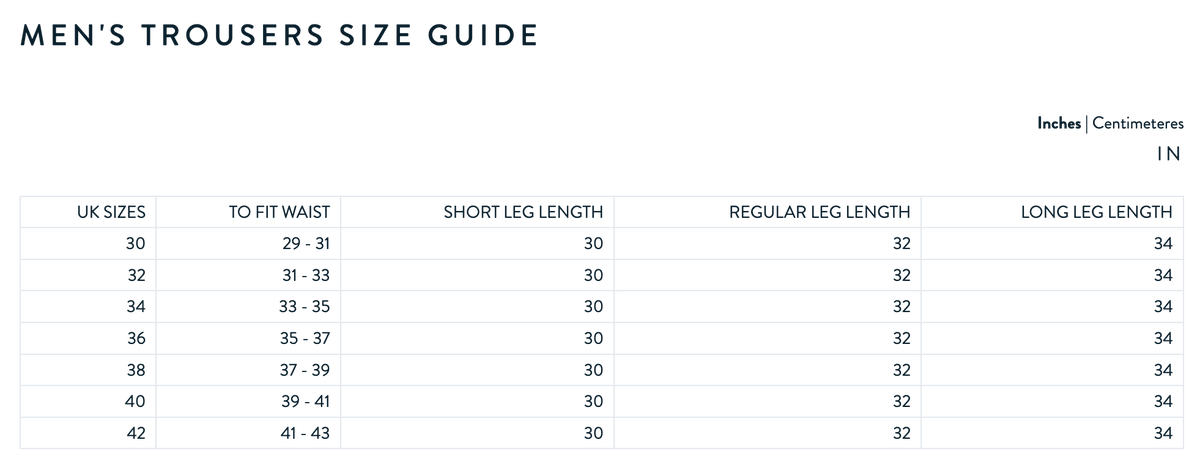 MEN'S TROUSERS SIZE GUIDE
Inches | Centimeteres
IN
UK SIZES TO FIT WAIST SHORT LEG LENGTH REGULAR LEG LENGTH LONG LEG LENGTH
30 29 - 31 30 32 34
32 31 - 33 30 32 34
34 33 - 35 30 32 34
36 35 - 37 30 32 34
38 37 - 39 30 32 34
40 39 - 41 30 32 34
42 41 - 43 30 32 34